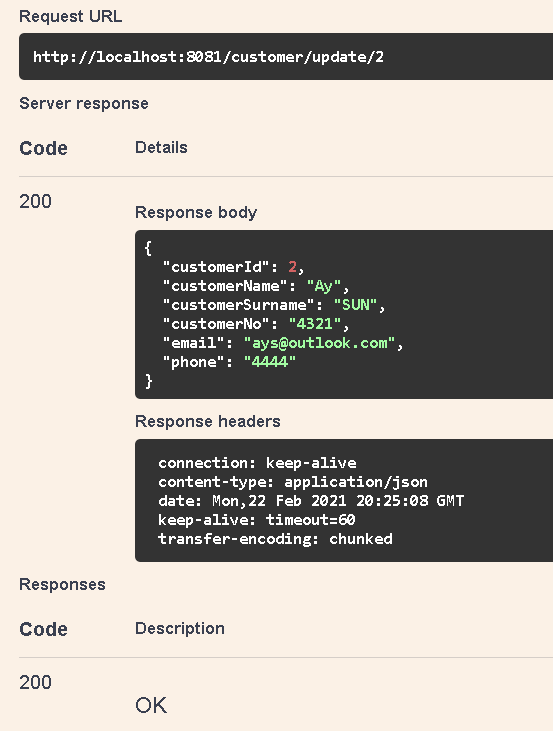 Request URL
http://localhost:8081/customer/update/2
Server response
Code Details
200
Response body
{
"customerId": 2,
"customerName": "Ay",
"customerSurname": "SUN",
"customerNo": "4321",
"email": "ays@outlook.com",
"phone": "4444"
}
Response headers
connection: keep-alive
content-type: application/json
date: Mon,22 Feb 2021 20:25:08 GMT
keep-alive: timeout=60
transfer-encoding: chunked
Responses
Code Description
200
OK